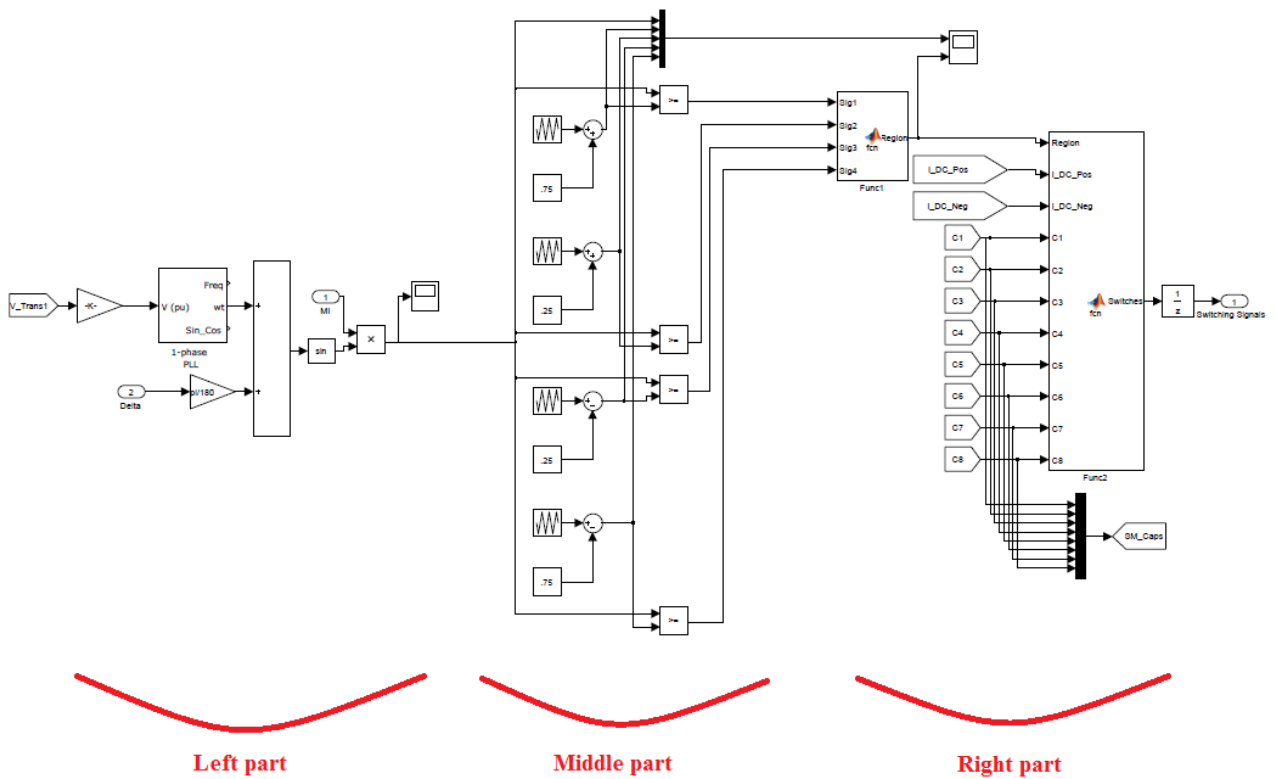 V_Trans1
-K-
V (pu)
Freq
wt
Sin_Cos
1-phase
PLL
2
Delta
pi/180
+
+
sin
1
MI
×
+
+
.75
+
+
.25
+
−
.25
+
−
.75
>=
>=
>=
>=
Sig1
Sig2
Sig3
Sig4
Region
fcn
Func1
I_DC_Pos
I_DC_Neg
C1
C2
C3
C4
C5
C6
C7
C8
Region
I_DC_Pos
I_DC_Neg
C1
C2
C3
C4
C5
C6
C7
C8
Switches
fcn
Func2
1
z
1
Switching Signals
SM_Caps
Left part
Middle part
Right part